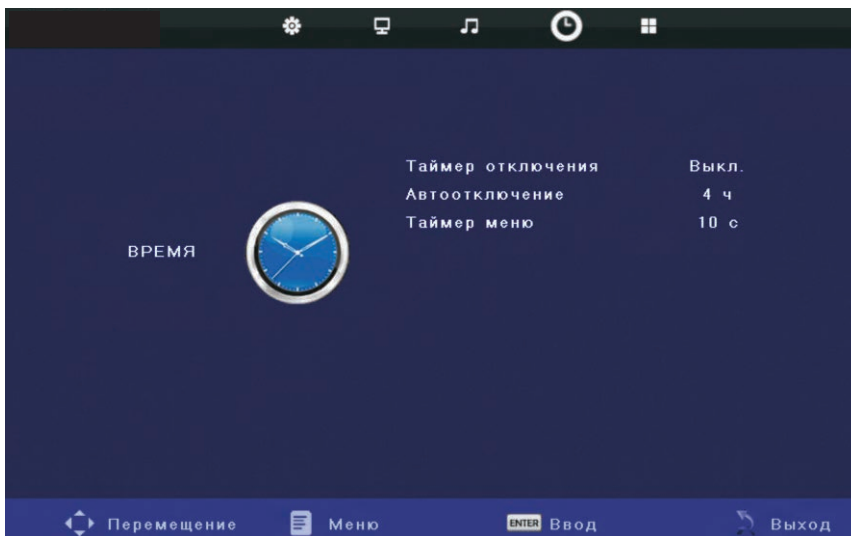 Таймер отключения Выкл.
Автоотключение 4 ч
Таймер меню 10 с
ВРЕМЯ
Перемещение Меню ENTER Ввод Выход